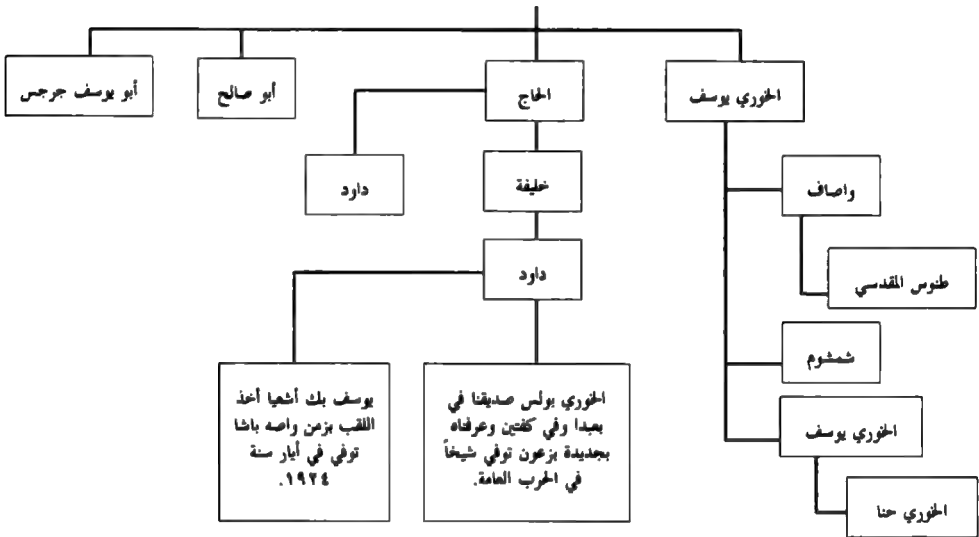 الخوري يوسف
الحاج
أبو صالح
أبو يوسف جرجس
واصاف
خليفة
داود
طنوس المقدسي
داود
شمشوم
الخوري بولس صديقنا في
بعبدا وفي كفتين وعرفناه
بجديدة بزعون توفي شيخاً
في الحرب العامة.
يوسف بك أشعيا أخذ
اللقب بزمن واصه باشا
توفي في أيار سنة
١٩٢٤.
الخوري يوسف
الخوري حنا